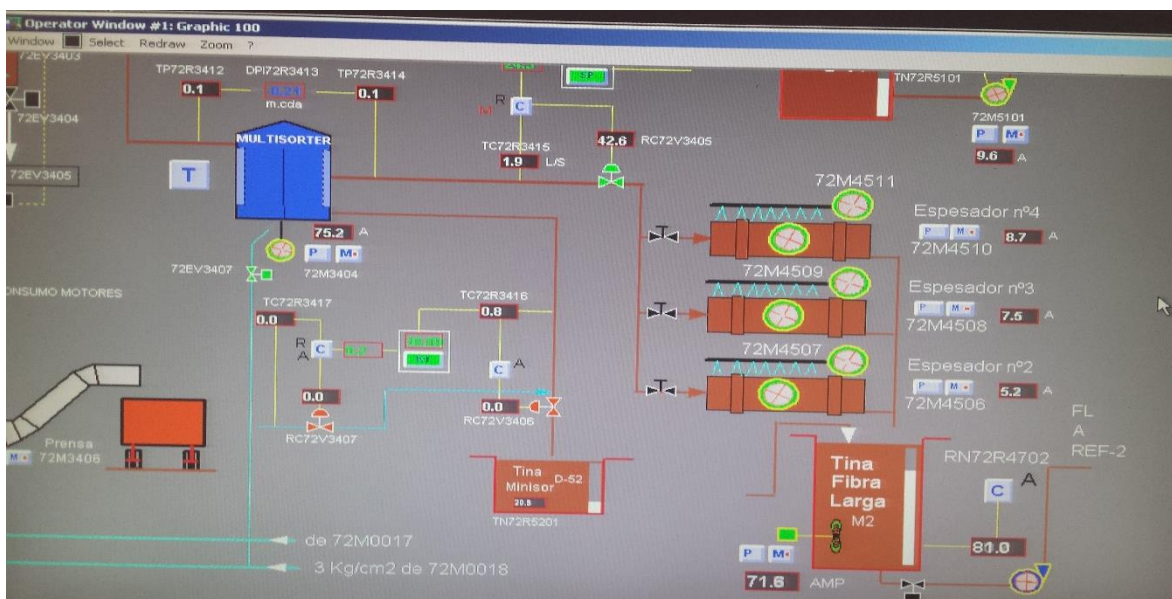 Operator Window #1: Graphic 100
Window Select Redraw Zoom ?
72EV3403
TP72R3412 DPI72R3413 TP72R3414
0.1 0.1
m.cda
TN72R5101
72EV3404
R C
M
42.6 RC72V3405
72M5101
P M
9.6 A
MULTISORTER
TC72R3415
1.9 L/S
72EV3405
T
72M4511
Espesador nº4
P M 8.7 A
72M4510
75.2 A
P M
72EV3407 72M3404
72M4509
Espesador nº3
P M 7.5 A
72M4508
ONSUMO MOTORES
TC72R3417 TC72R3416
0.0 0.8
R
A C
C A
72M4507
Espesador nº2
P M 5.2 A
72M4506
0.0 0.0
RC72V3407 RC72V3406
FL
A
REF-2
Prensa
M 72M3406
Tina
Minisor D-52
TN72R5201
Tina
Fibra
Larga
M2
RN72R4702
C A
81.0
de 72M0017
3 Kg/cm2 de 72M0018
P M
71.6 AMP